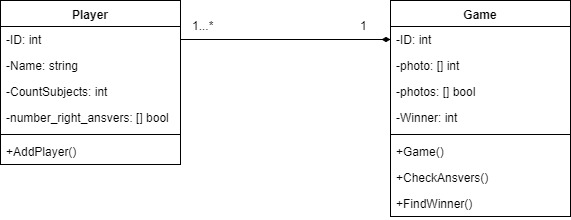 Player
-ID: int
-Name: string
-CountSubjects: int
-number_right_ansvers: [] bool
+AddPlayer()
1...*
1
Game
-ID: int
-photo: [] int
-photos: [] bool
-Winner: int
+Game()
+CheckAnsvers()
+FindWinner()